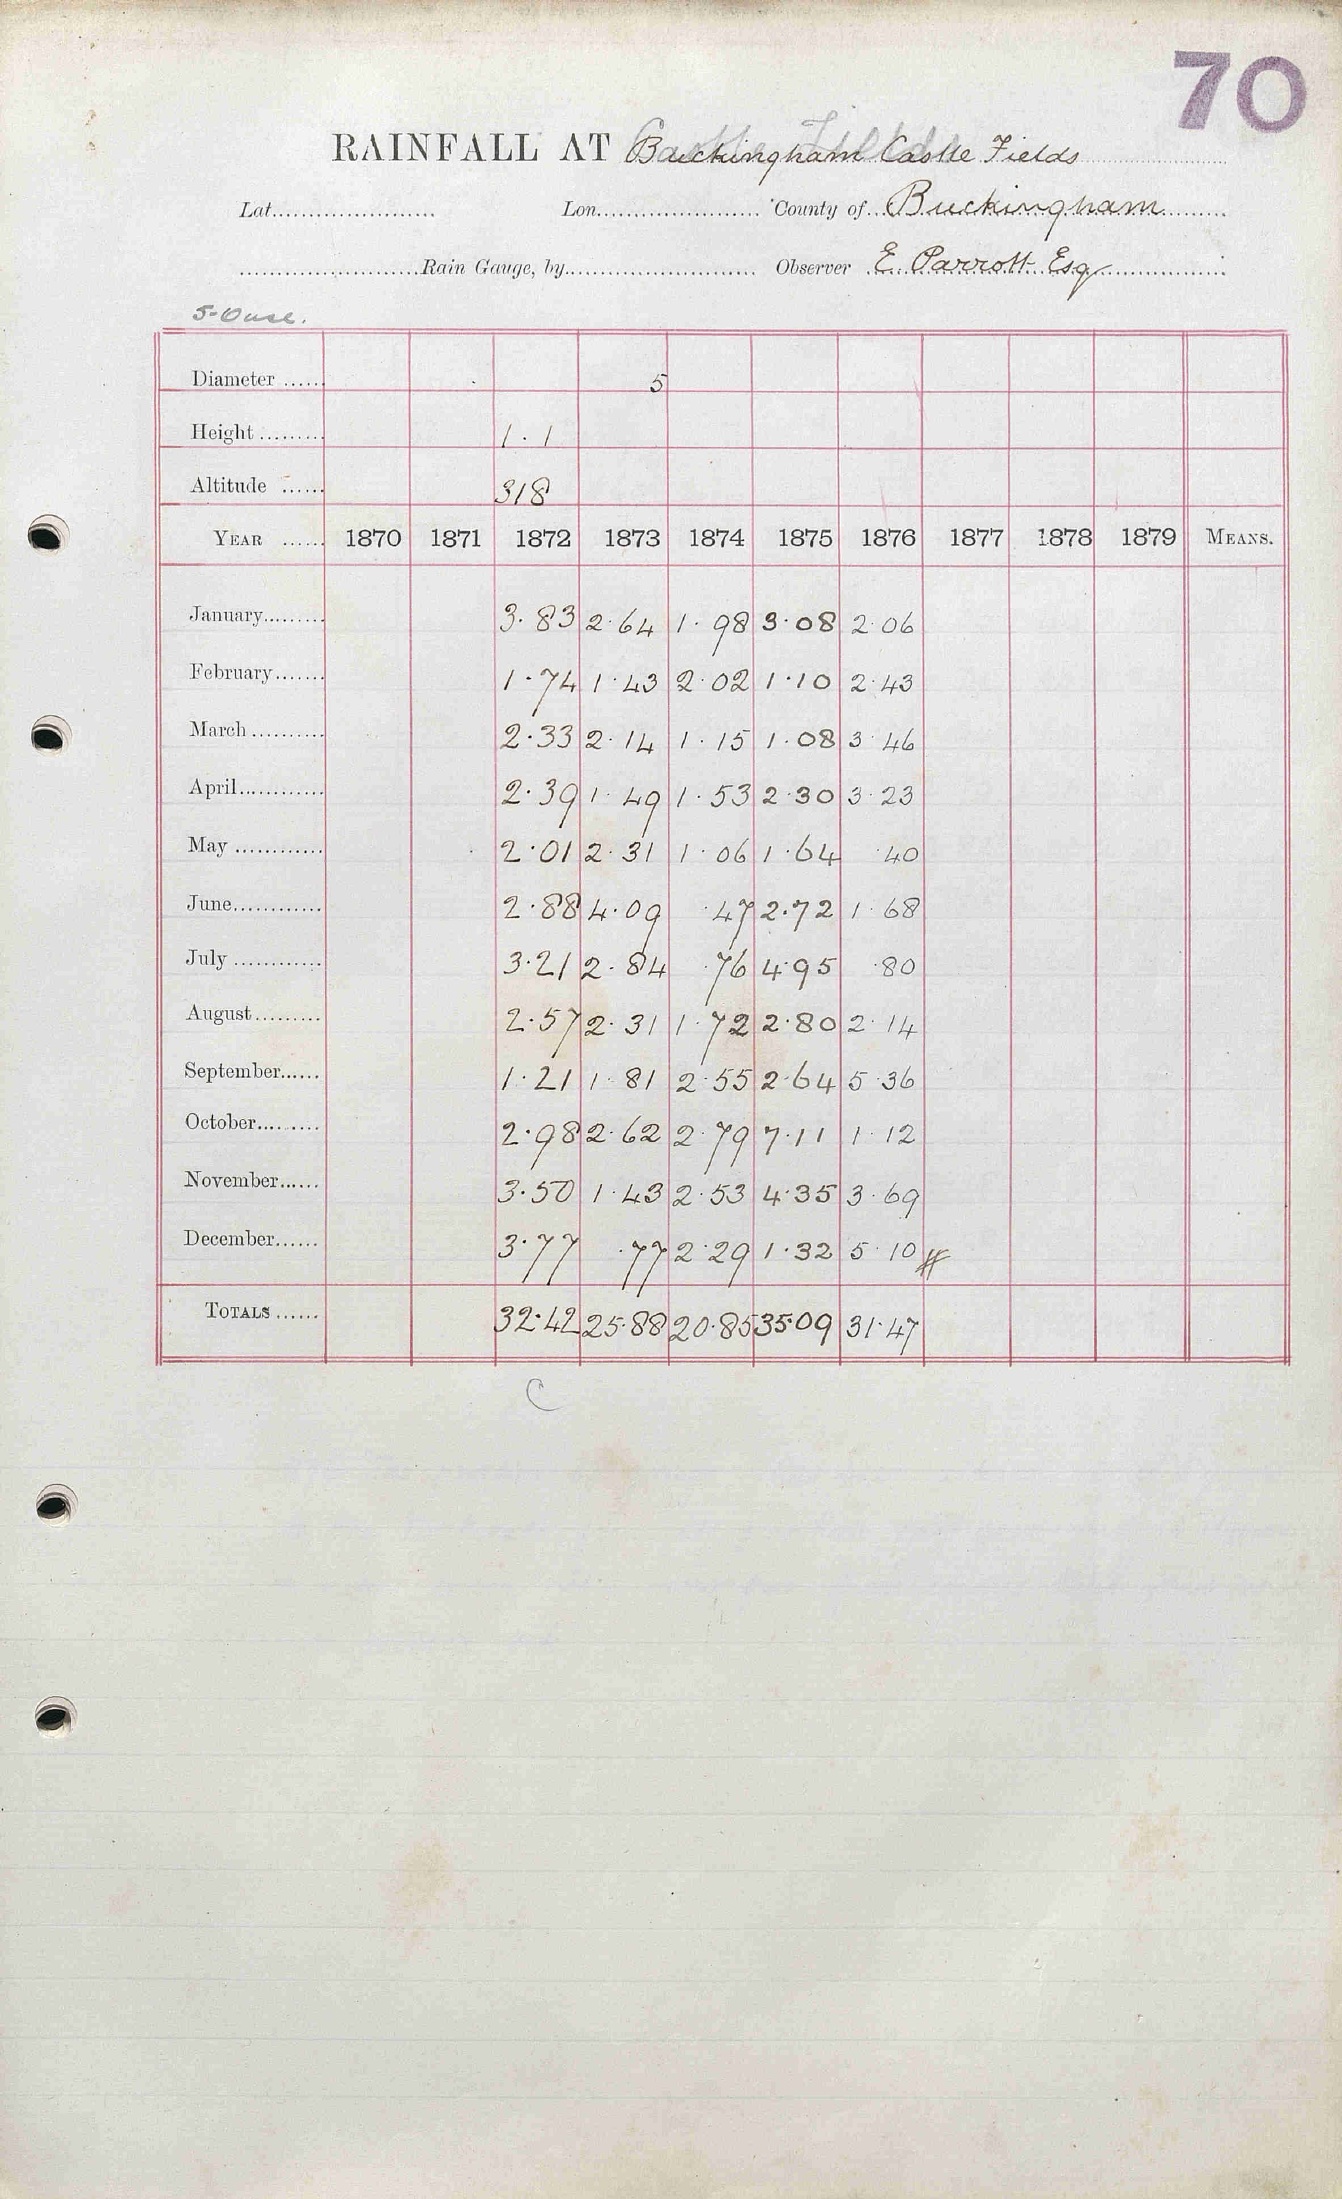 70
RAINFALL AT Buckingham Castle Fields
Lat. Lon. County of Buckingham
Rain Gauge, by Observer E. Parrott Esq
5-Ouse.
Diameter 5
Height 1.1
Altitude 318
YEAR 1870 1871 1872 1873 1874 1875 1876 1877 1878 1879 MEANS.
January 3.83 2.64 1.98 3.08 2.06
February 1.74 1.43 2.02 1.10 2.43
March 2.33 2.14 1.15 1.08 3.46
April 2.39 1.49 1.53 2.30 3.23
May 2.01 2.31 1.06 1.64 .40
June 2.88 4.09 .47 2.72 1.68
July 3.21 2.84 .76 4.95 .80
August 2.57 2.31 1.72 2.80 2.14
September 1.21 1.81 2.55 2.64 5.36
October 2.98 2.62 2.79 7.11 1.12
November 3.50 1.43 2.53 4.35 3.69
December 3.77 .77 2.29 1.32 5.10
TOTALS 32.42 25.88 20.85 35.09 31.47
C